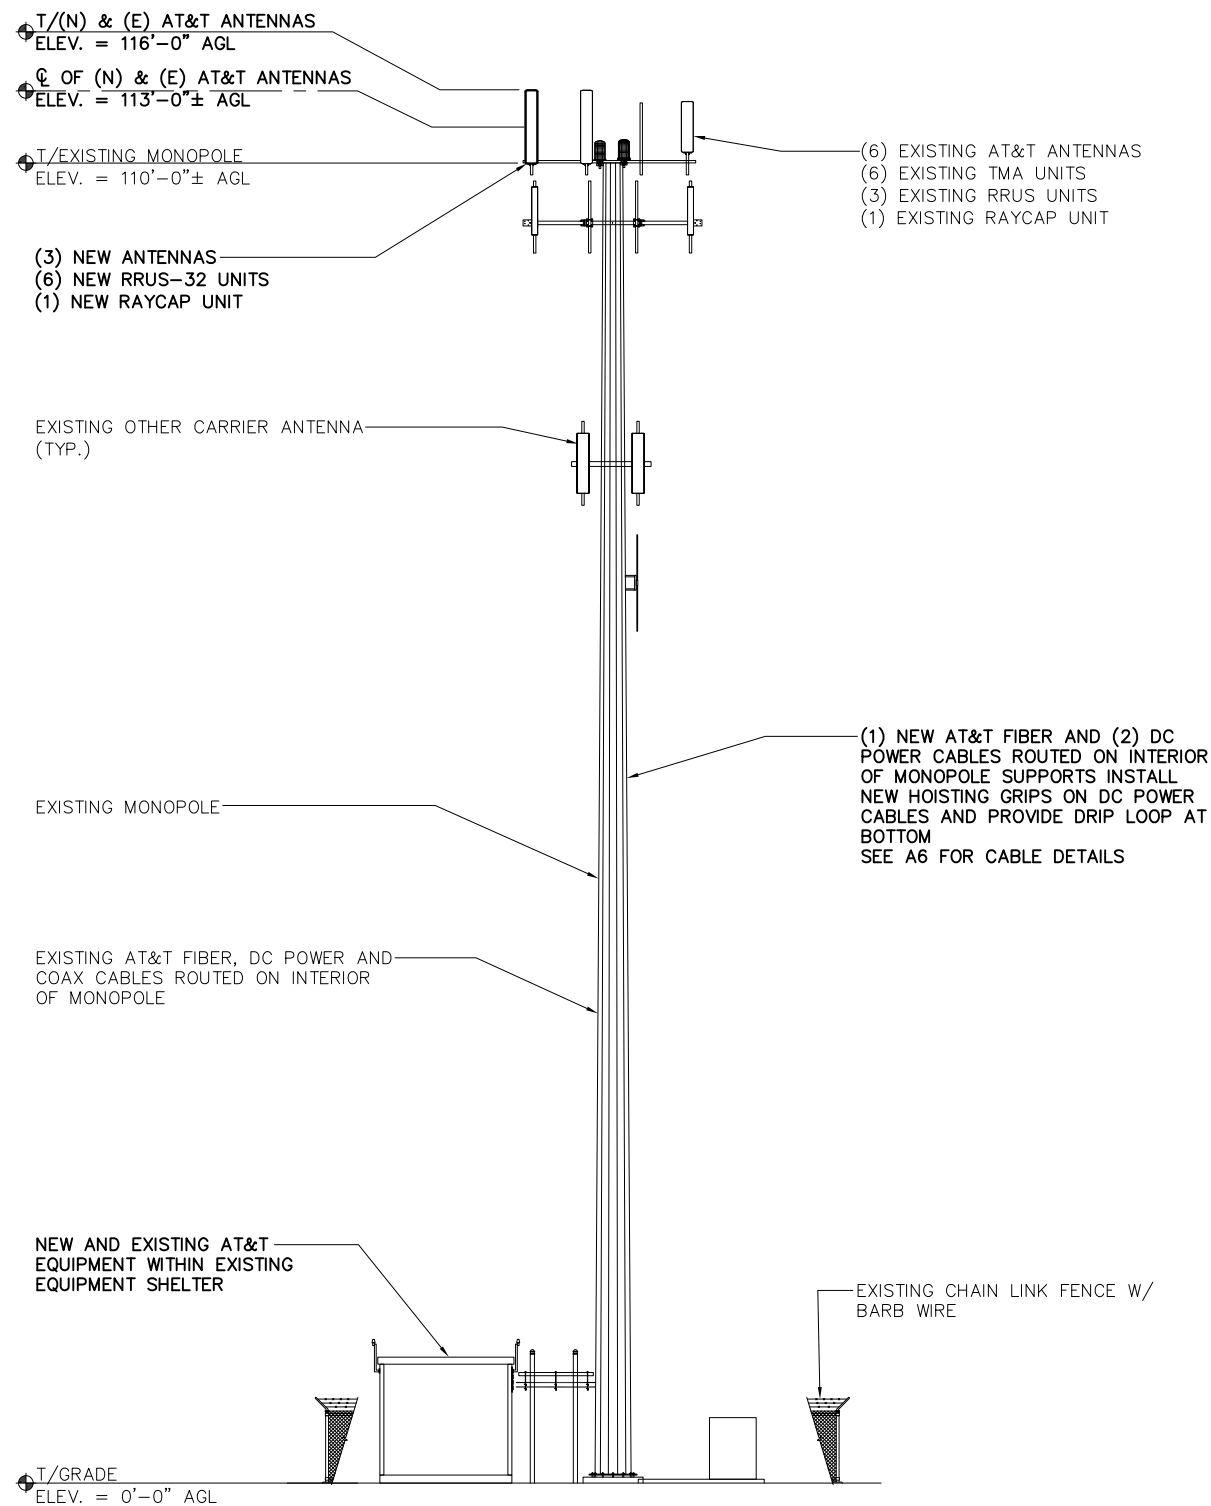 T/(N) & (E) AT&T ANTENNAS
ELEV. = 116'-0" AGL
℄ OF (N) & (E) AT&T ANTENNAS
ELEV. = 113'-0"± AGL
T/EXISTING MONOPOLE
ELEV. = 110'-0"± AGL
(6) EXISTING AT&T ANTENNAS
(6) EXISTING TMA UNITS
(3) EXISTING RRUS UNITS
(1) EXISTING RAYCAP UNIT
(3) NEW ANTENNAS
(6) NEW RRUS-32 UNITS
(1) NEW RAYCAP UNIT
EXISTING OTHER CARRIER ANTENNA
(TYP.)
(1) NEW AT&T FIBER AND (2) DC
POWER CABLES ROUTED ON INTERIOR
OF MONOPOLE SUPPORTS INSTALL
NEW HOISTING GRIPS ON DC POWER
CABLES AND PROVIDE DRIP LOOP AT
BOTTOM
SEE A6 FOR CABLE DETAILS
EXISTING MONOPOLE
EXISTING AT&T FIBER, DC POWER AND
COAX CABLES ROUTED ON INTERIOR
OF MONOPOLE
NEW AND EXISTING AT&T
EQUIPMENT WITHIN EXISTING
EQUIPMENT SHELTER
EXISTING CHAIN LINK FENCE W/
BARB WIRE
T/GRADE
ELEV. = 0'-0" AGL